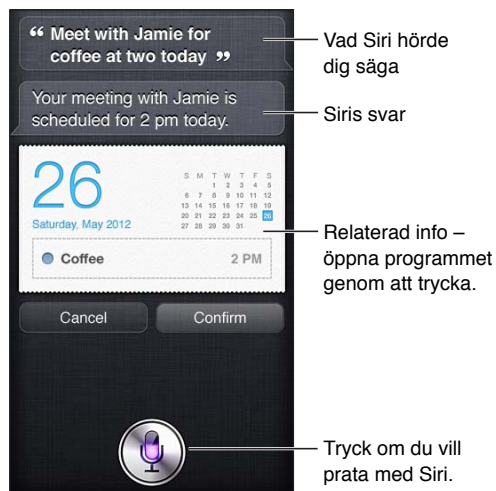 “ Meet with Jamie for
coffee at two today ”
Vad Siri hörde
dig säga
Your meeting with Jamie is
scheduled for 2 pm today.
Siris svar
26
Saturday, May 2012
S M T W T F S
1 2 3 4 5
6 7 8 9 10 11 12
13 14 15 16 17 18 19
20 21 22 23 24 25 26
27 28 29 30 31
Coffee 2 PM
Relaterad info –
öppna programmet
genom att trycka.
Cancel Confirm
Tryck om du vill
prata med Siri.